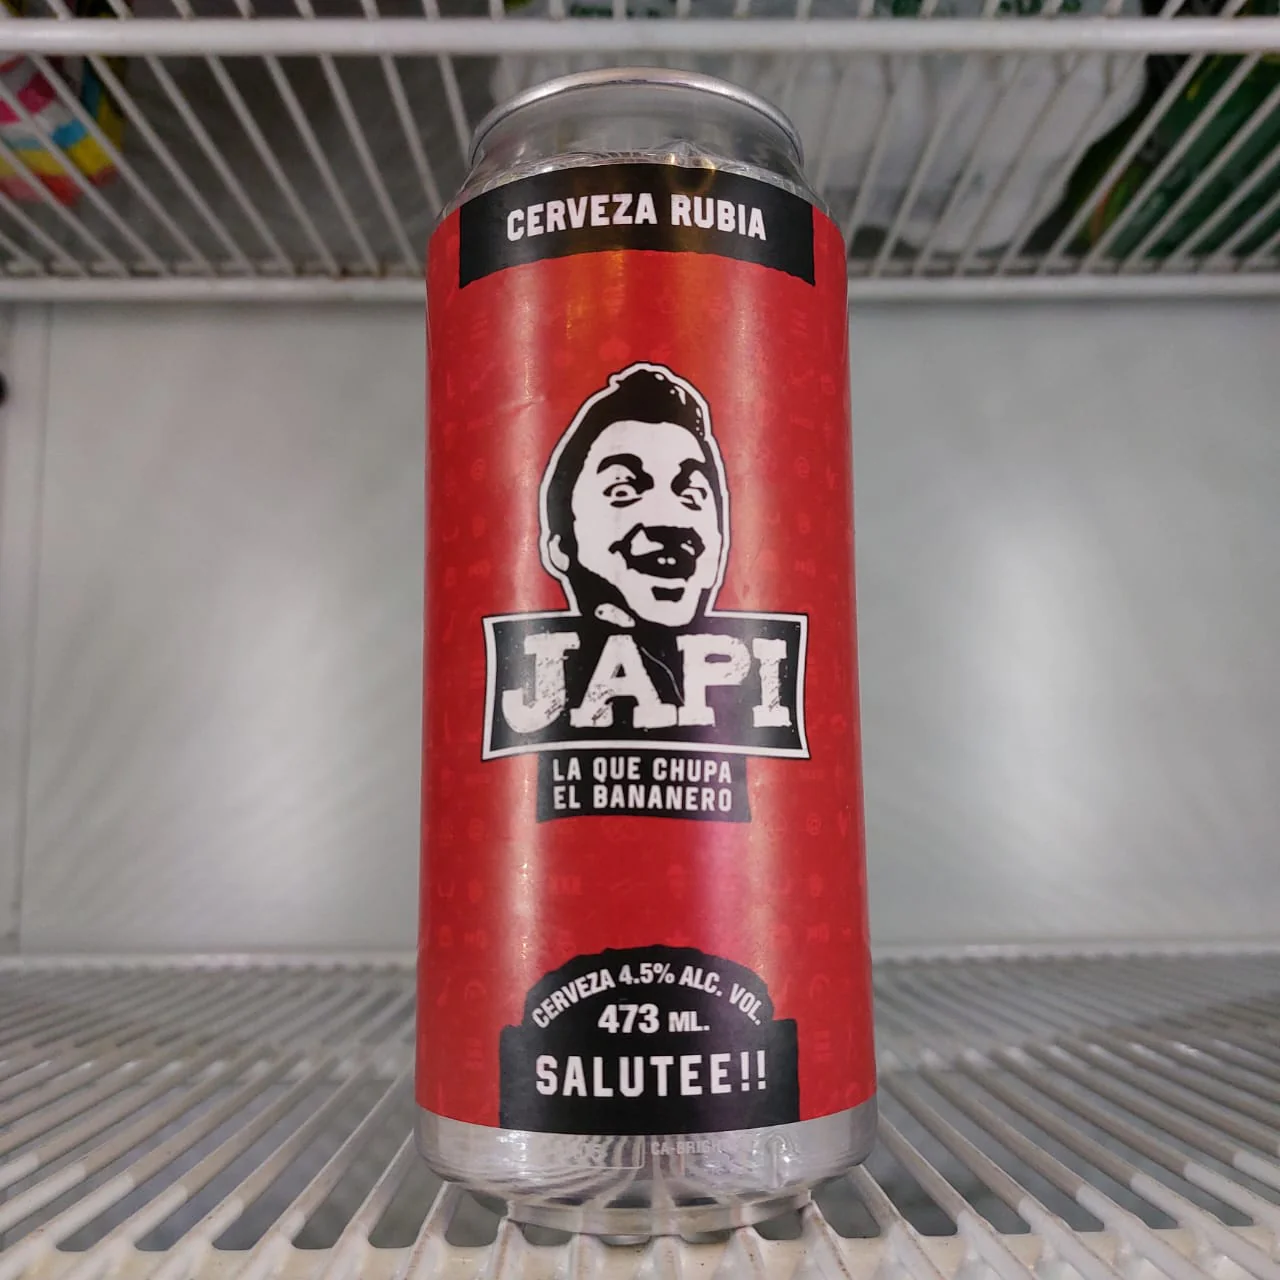 CERVEZA RUBIA
JAPI
LA QUE CHUPA
EL BANANERO
CERVEZA 4.5% ALC. VOL.
473 ML.
SALUTEE!!